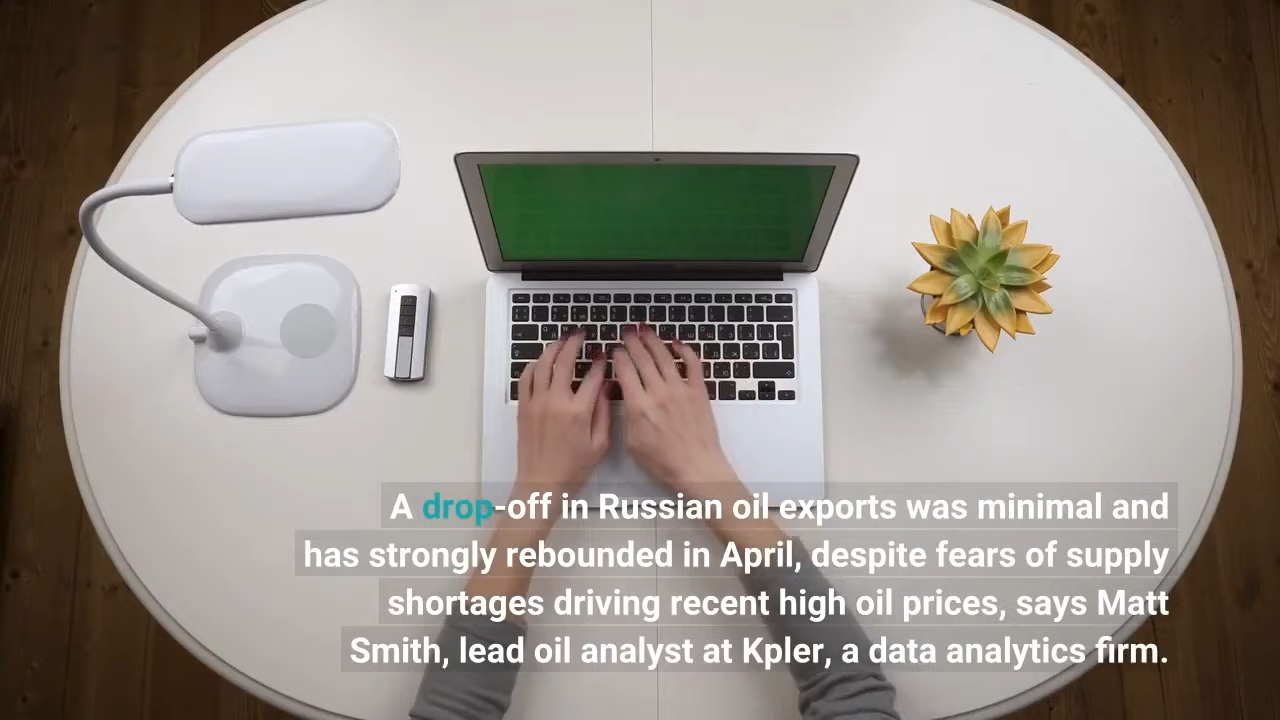 A drop-off in Russian oil exports was minimal and
has strongly rebounded in April, despite fears of supply
shortages driving recent high oil prices, says Matt
Smith, lead oil analyst at Kpler, a data analytics firm.